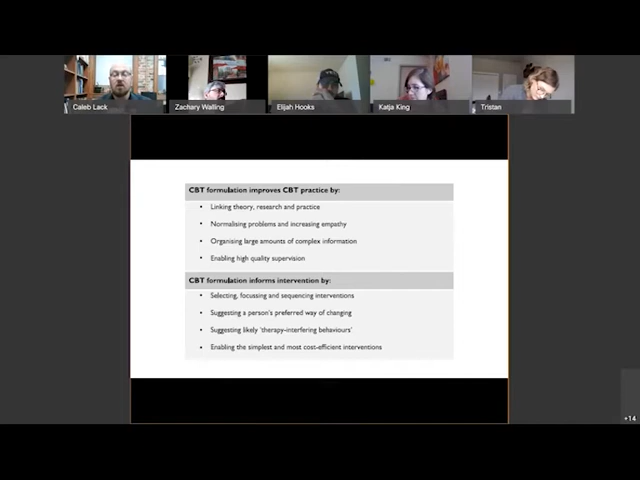 Caleb Lack
Zachary Walling
Elijah Hooks
Katja King
Tristan
CBT formulation improves CBT practice by:
• Linking theory, research and practice
• Normalising problems and increasing empathy
• Organising large amounts of complex information
• Enabling high quality supervision
CBT formulation informs intervention by:
• Selecting, focussing and sequencing interventions
• Suggesting a person's preferred way of changing
• Suggesting likely 'therapy-interfering behaviours'
• Enabling the simplest and most cost-efficient interventions
+14